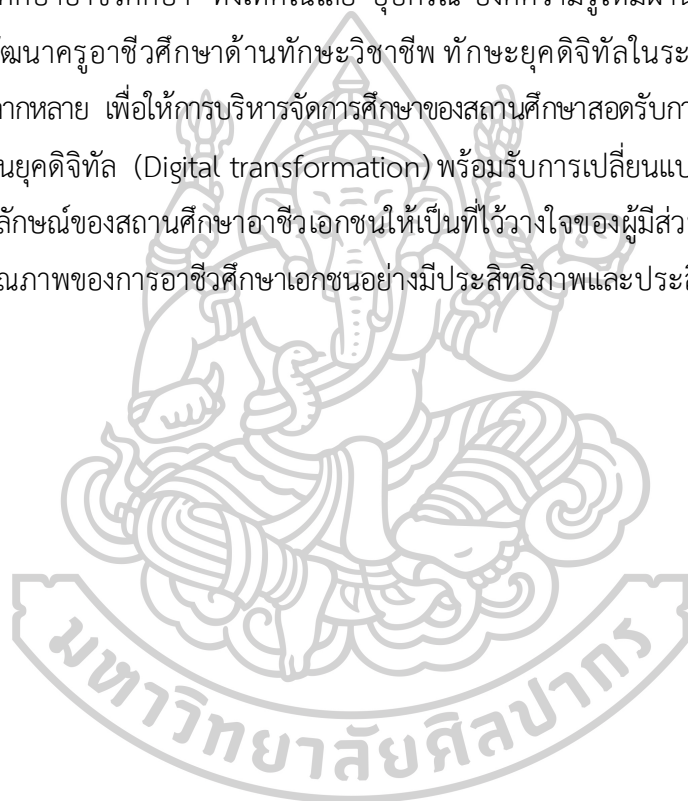 พัฒนาครูอาชีวศึกษาด้านทักษะวิชาชีพ ทักษะยุคดิจิทัลในระ
ากหลาย เพื่อให้การบริหารจัดการศึกษาของสถานศึกษาสอดรับกา
นยุคดิจิทัล (Digital transformation) พร้อมรับการเปลี่ยนแป
ลักษณ์ของสถานศึกษาอาชีวเอกชนให้เป็นที่ไว้วางใจของผู้มีส่ว
ณภาพของการอาชีวศึกษาเอกชนอย่างมีประสิทธิภาพและประสิ
มหาวิทยาลัยศิลปากร